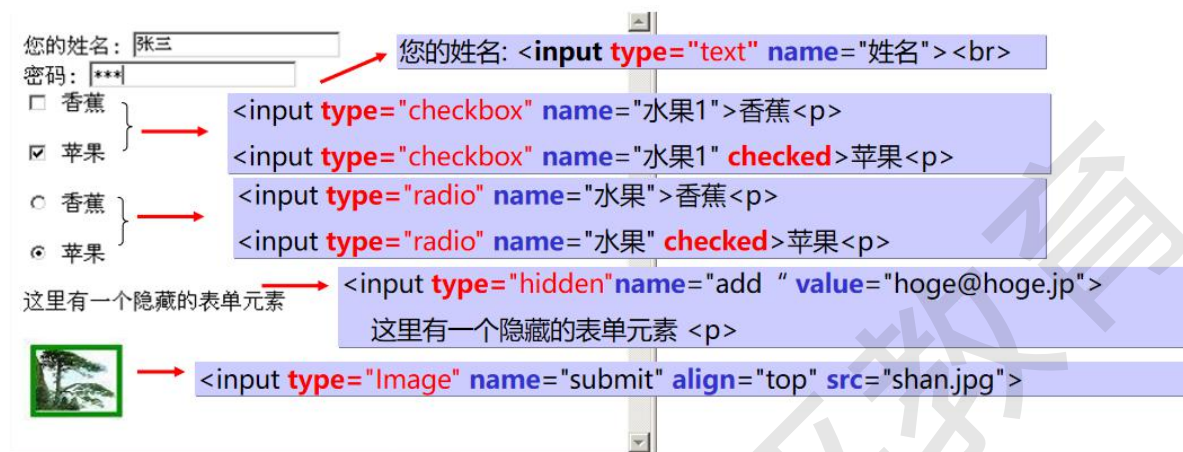 您的姓名: 张三
您的姓名: <input type="text" name="姓名"><br>
密码: ***
香蕉
<input type="checkbox" name="水果1">香蕉<p>
苹果
<input type="checkbox" name="水果1" checked>苹果<p>
香蕉
<input type="radio" name="水果">香蕉<p>
苹果
<input type="radio" name="水果" checked>苹果<p>
这里有一个隐藏的表单元素
<input type="hidden"name="add “ value="hoge@hoge.jp">
这里有一个隐藏的表单元素 <p>
<input type="Image" name="submit" align="top" src="shan.jpg">
教育